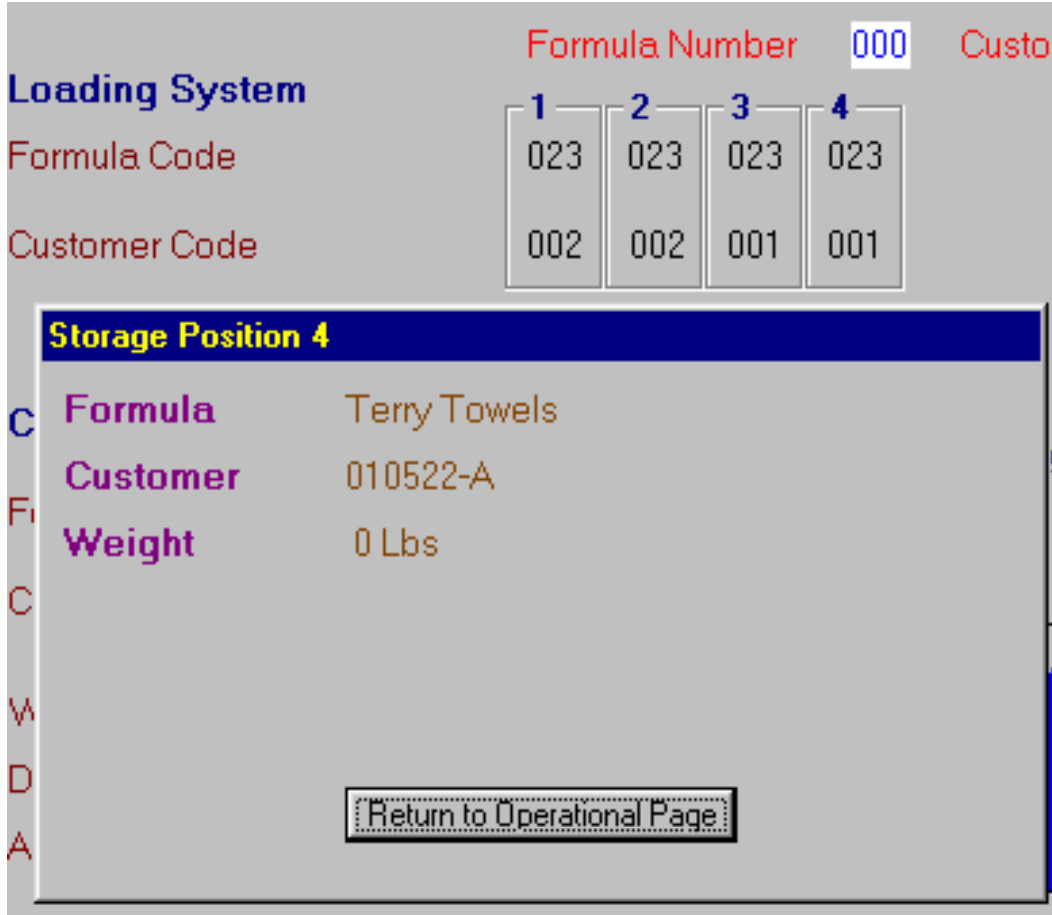 Formula Number 000 Custo
Loading System
1 2 3 4
Formula Code 023 023 023 023
Customer Code 002 002 001 001
Storage Position 4
Formula Terry Towels
Customer 010522-A
Weight 0 Lbs
Return to Operational Page